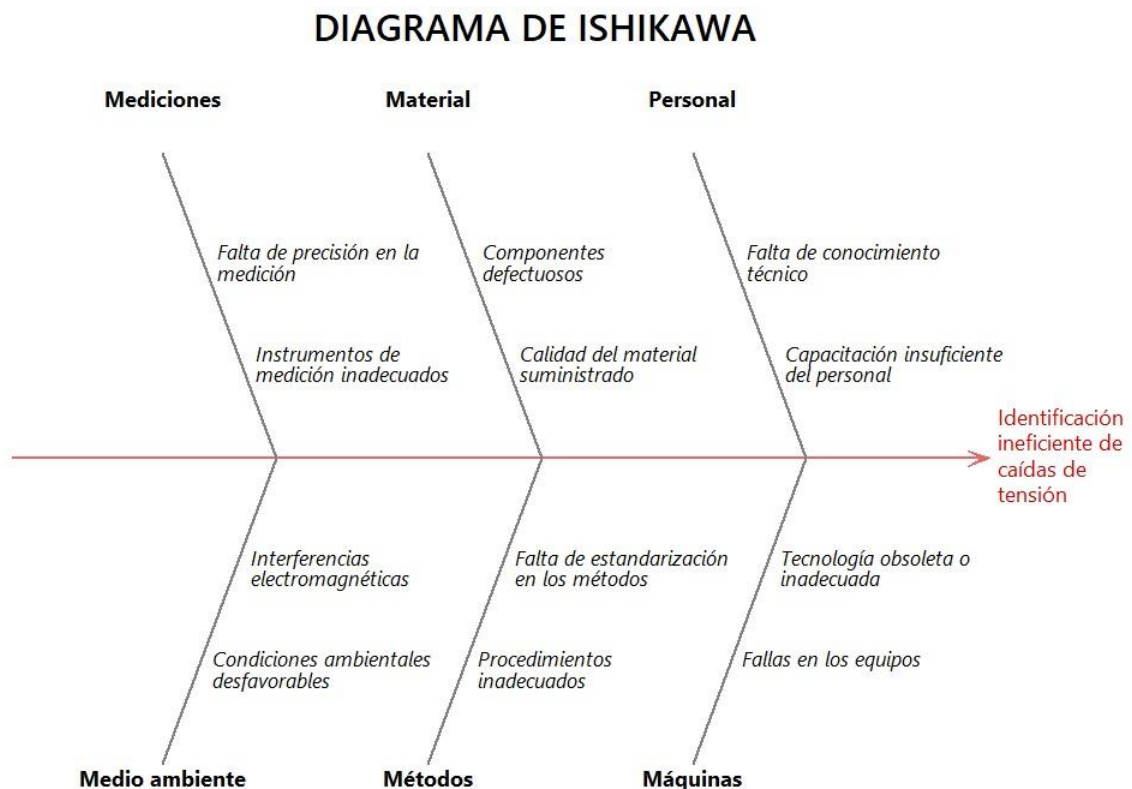 DIAGRAMA DE ISHIKAWA
Mediciones
Material
Personal
Falta de precisión en la
medición
Componentes
defectuosos
Falta de conocimiento
técnico
Instrumentos de
medición inadecuados
Calidad del material
suministrado
Capacitación insuficiente
del personal
Identificación
ineficiente de
caídas de
tensión
Interferencias
electromagnéticas
Falta de estandarización
en los métodos
Tecnología obsoleta o
inadecuada
Condiciones ambientales
desfavorables
Procedimientos
inadecuados
Fallas en los equipos
Medio ambiente
Métodos
Máquinas